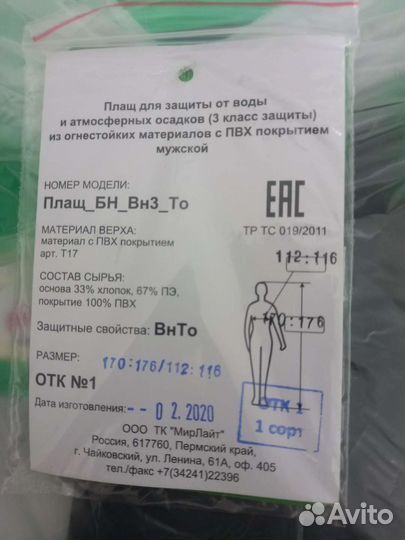 Плащ для защиты от воды
и атмосферных осадков (3 класс защиты)
из огнестойких материалов с ПВХ покрытием
мужской
НОМЕР МОДЕЛИ:
Плащ_БН_Вн3_То
EAC
МАТЕРИАЛ ВЕРХА:
материал с ПВХ покрытием
арт. Т17
ТР ТС 019/2011
112:116
СОСТАВ СЫРЬЯ:
основа 33% хлопок, 67% ПЭ,
покрытие 100% ПВХ
170:176
Защитные свойства: ВнТо
РАЗМЕР: 170:176/112:116
ОТК №1
ОТК 1
1 сорт
Дата изготовления: -- 02.2020
ООО ТК "МирЛайт"
Россия, 617760, Пермский край,
г. Чайковский, ул. Ленина, 61А, оф. 405
тел./факс +7(34241)22396
Avito